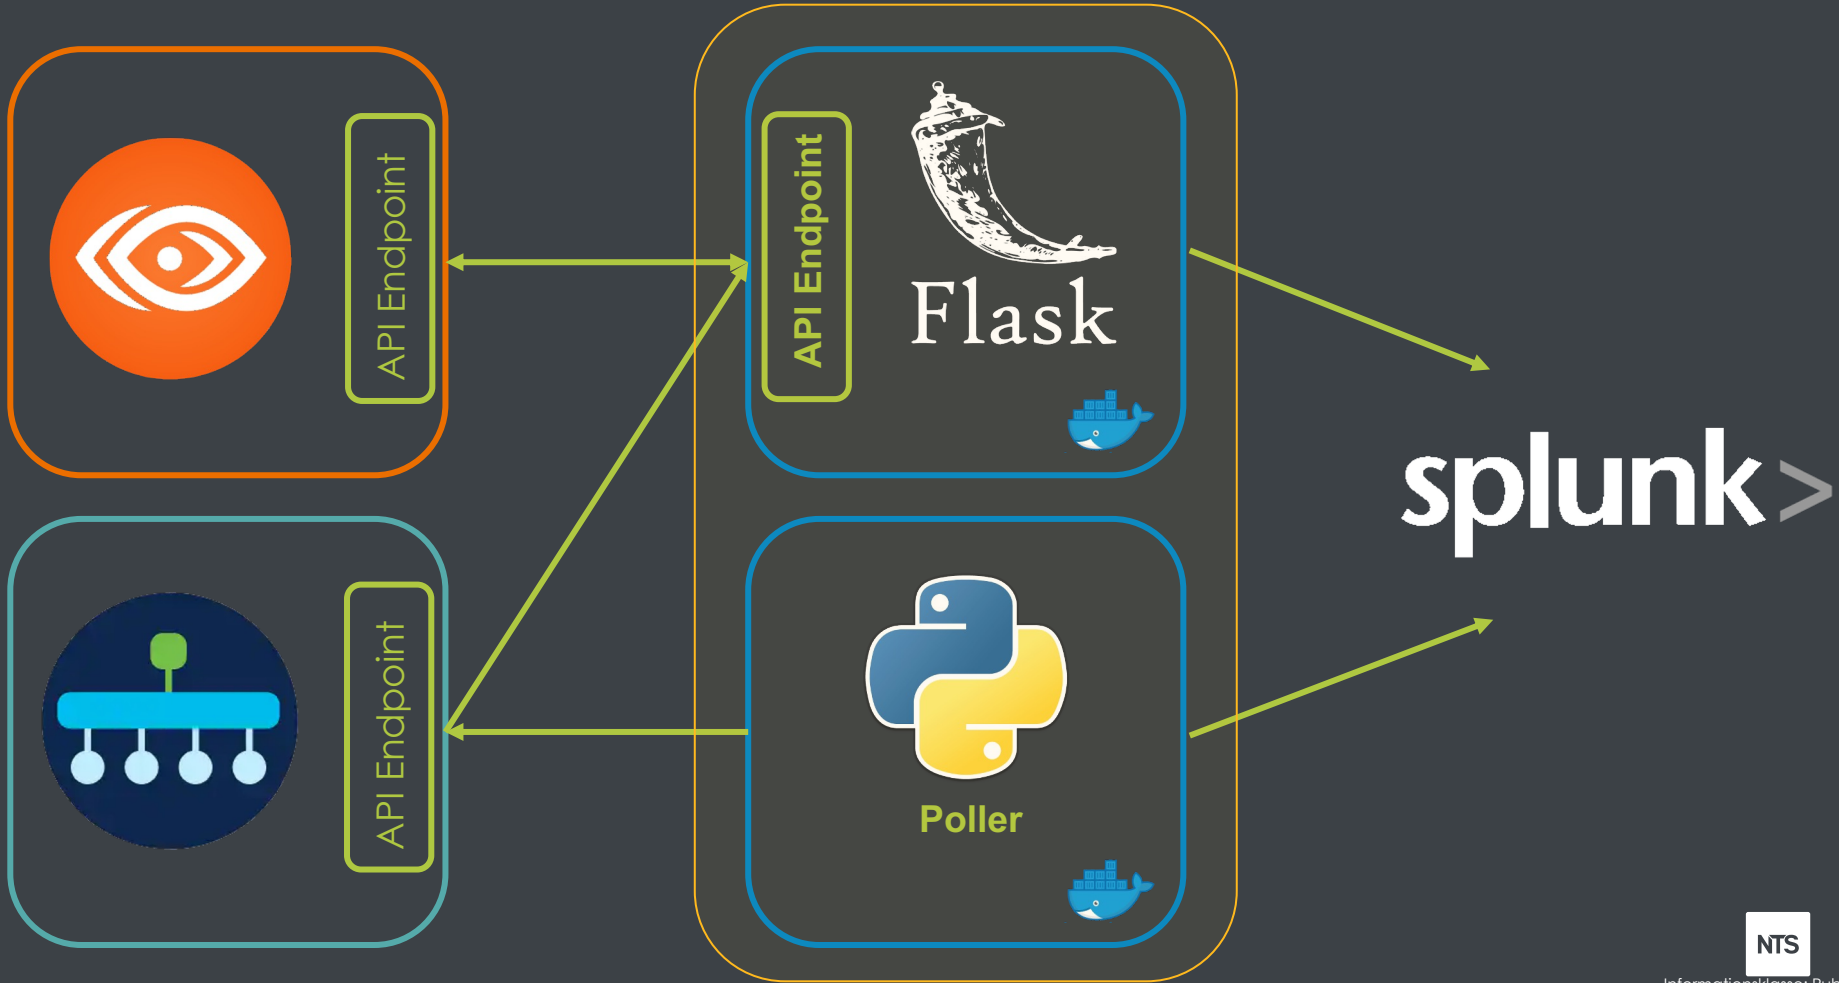 API Endpoint
API Endpoint
Flask
splunk>
API Endpoint
Poller
NTS